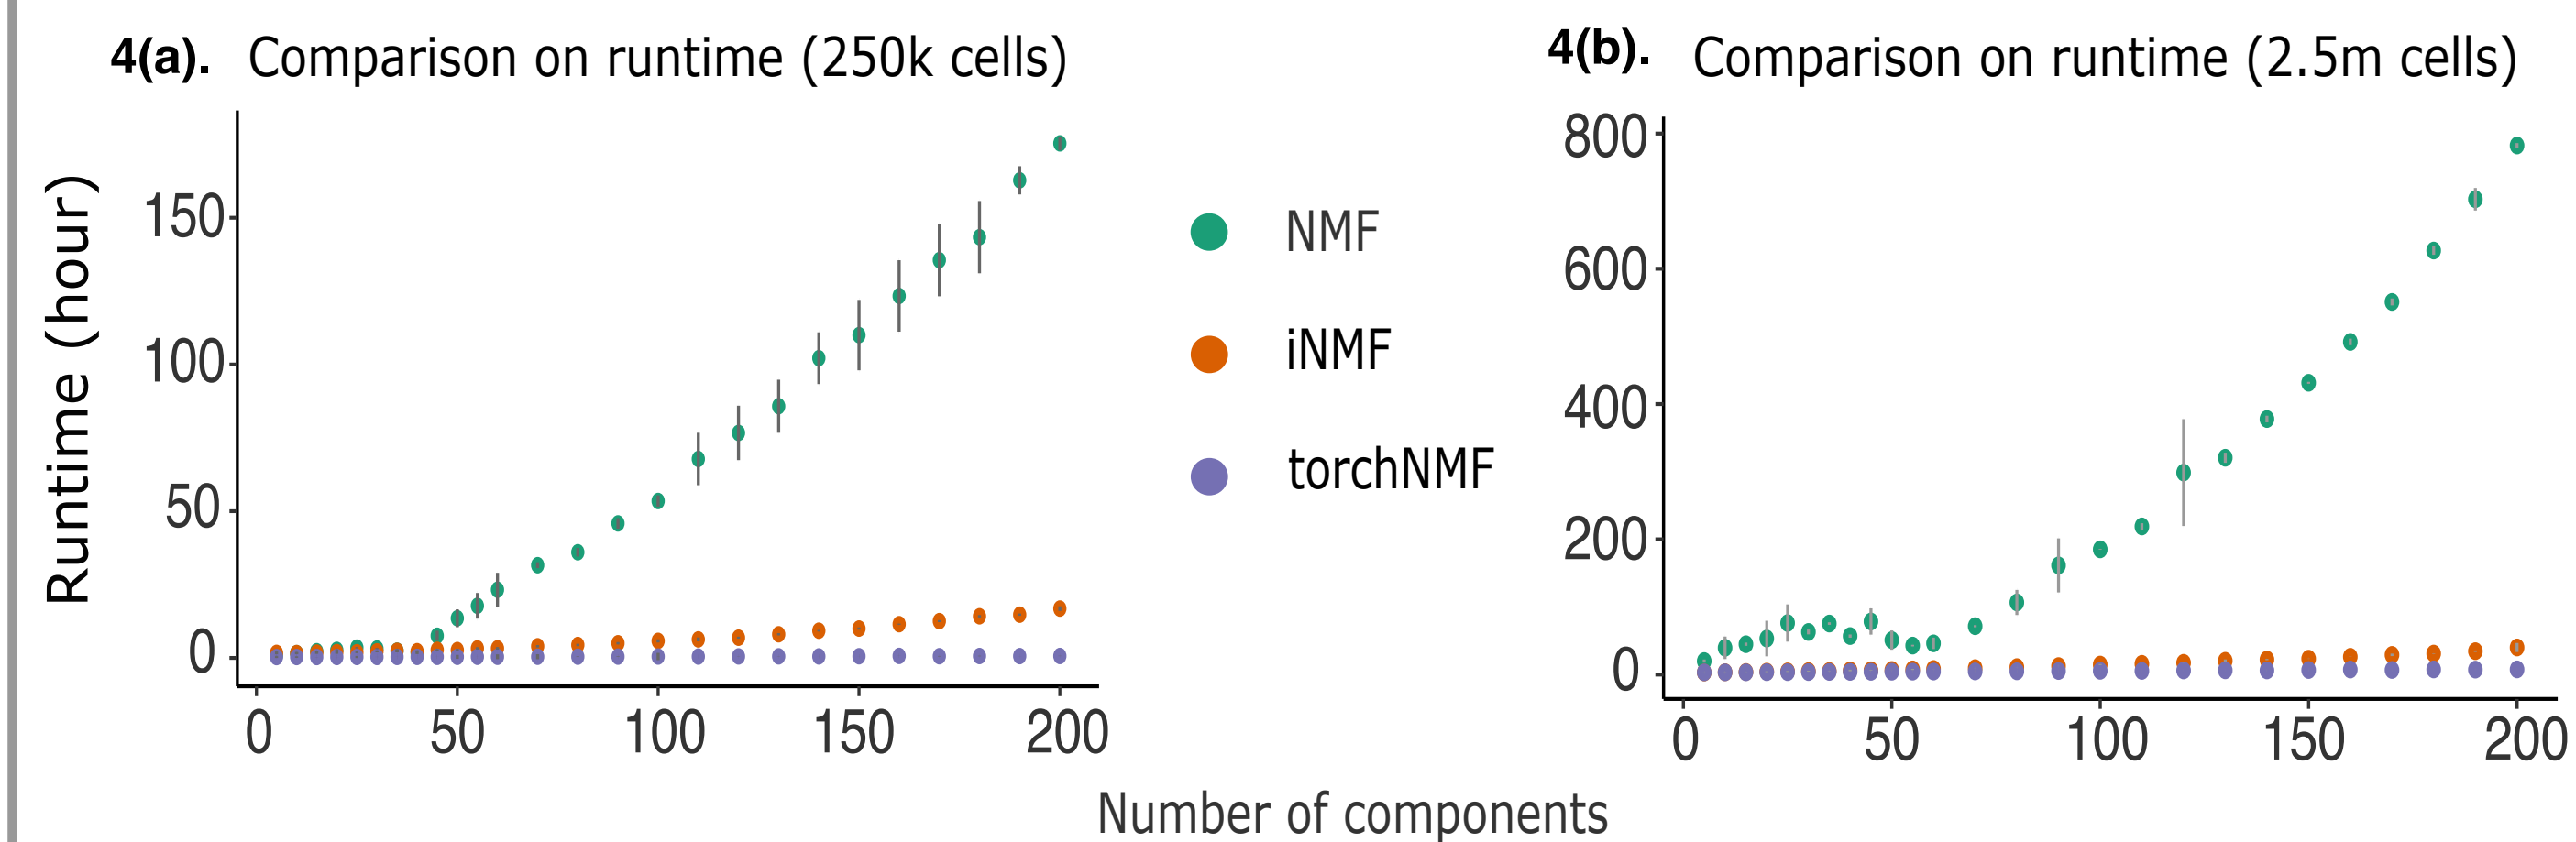 4(a). Comparison on runtime (250k cells)
Runtime (hour)
150
100
50
0
0 50 100 150 200
NMF
iNMF
torchNMF
4(b). Comparison on runtime (2.5m cells)
800
600
400
200
0
0 50 100 150 200
Number of components